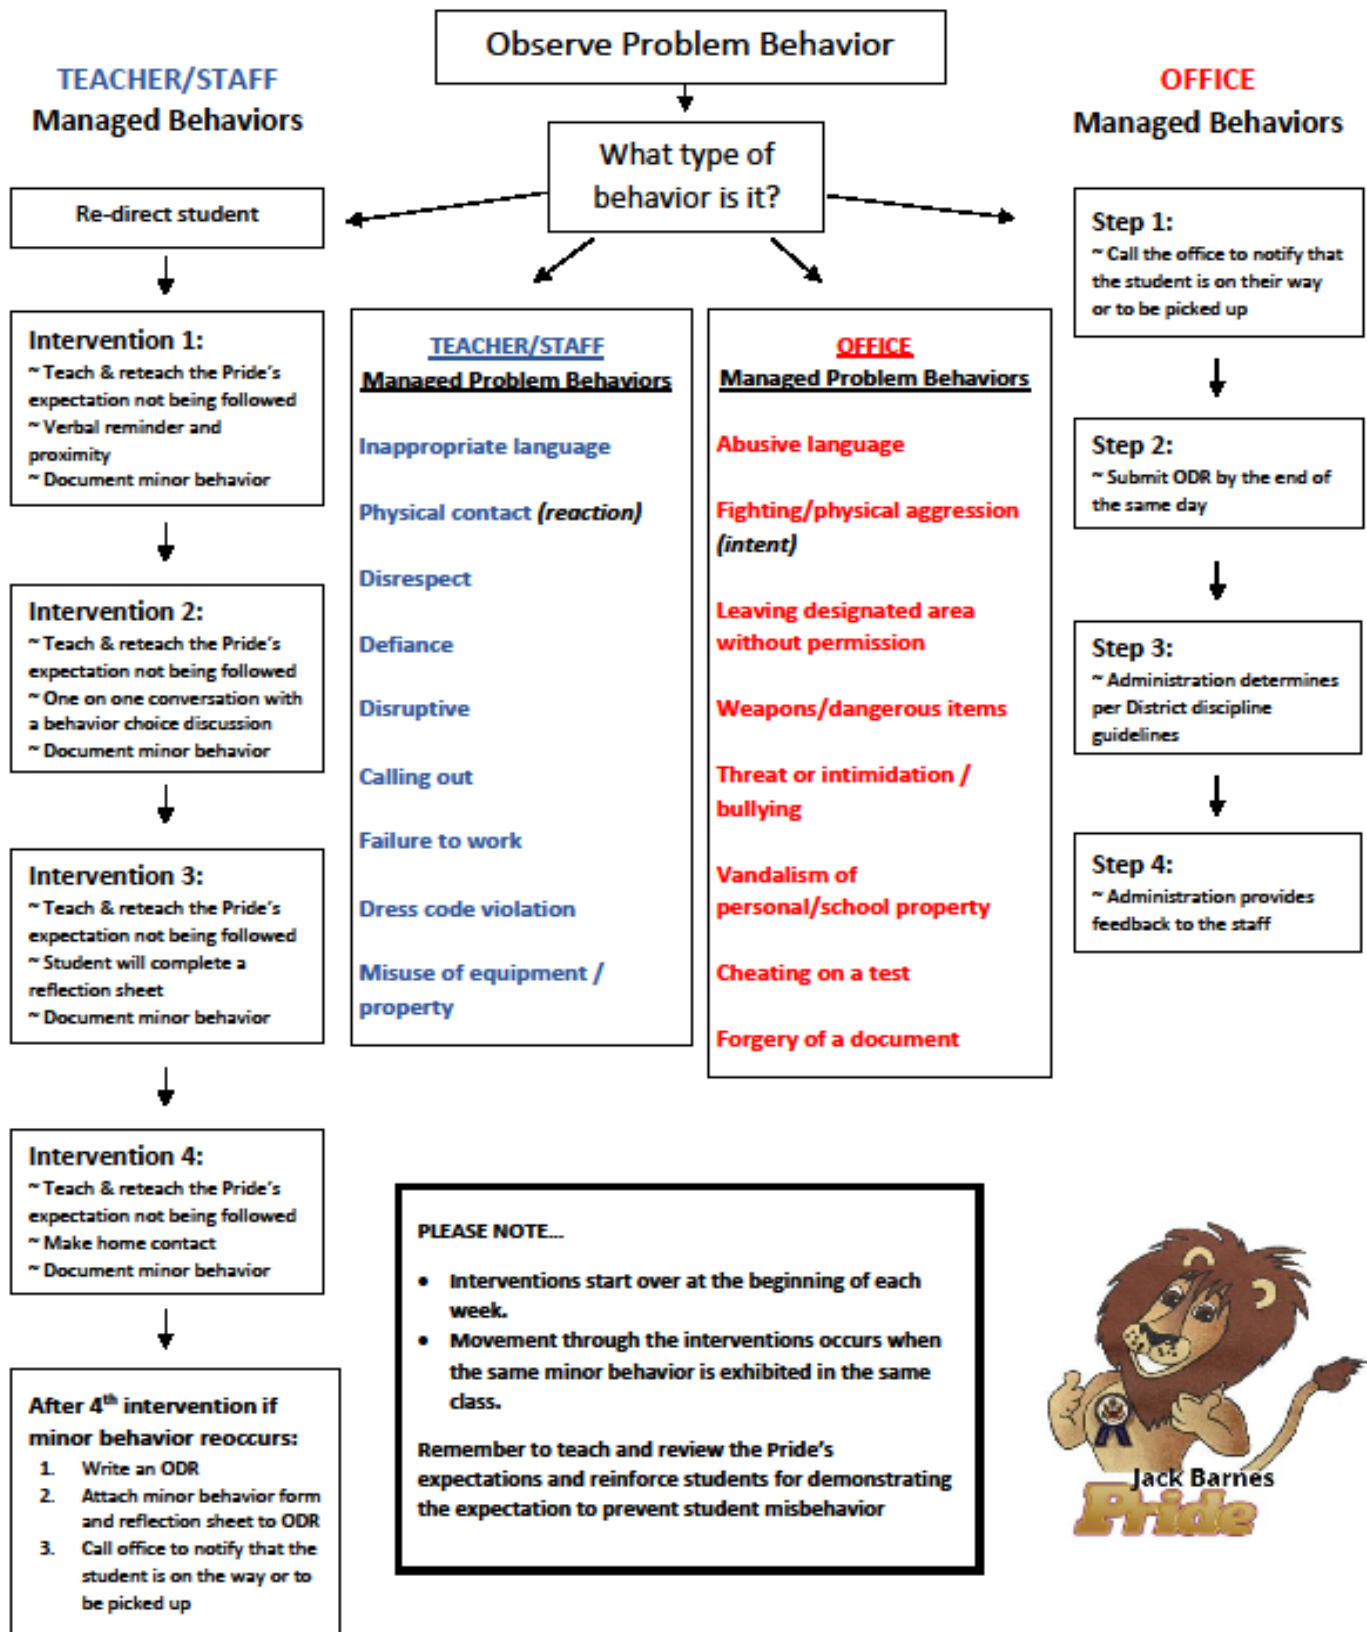 Observe Problem Behavior
TEACHER/STAFF
Managed Behaviors
OFFICE
Managed Behaviors
What type of
behavior is it?
Re-direct student
Intervention 1:
~ Teach & reteach the Pride's
expectation not being followed
~ Verbal reminder and
proximity
~ Document minor behavior
Intervention 2:
~ Teach & reteach the Pride's
expectation not being followed
~ One on one conversation with
a behavior choice discussion
~ Document minor behavior
Intervention 3:
~ Teach & reteach the Pride's
expectation not being followed
~ Student will complete a
reflection sheet
~ Document minor behavior
Intervention 4:
~ Teach & reteach the Pride's
expectation not being followed
~ Make home contact
~ Document minor behavior
After 4th intervention if
minor behavior reoccurs:
1. Write an ODR
2. Attach minor behavior form
and reflection sheet to ODR
3. Call office to notify that the
student is on the way or to
be picked up
TEACHER/STAFF
Managed Problem Behaviors
Inappropriate language
Physical contact (reaction)
Disrespect
Defiance
Disruptive
Calling out
Failure to work
Dress code violation
Misuse of equipment /
property
OFFICE
Managed Problem Behaviors
Abusive language
Fighting/physical aggression
(intent)
Leaving designated area
without permission
Weapons/dangerous items
Threat or intimidation /
bullying
Vandalism of
personal/school property
Cheating on a test
Forgery of a document
Step 1:
~ Call the office to notify that
the student is on their way
or to be picked up
Step 2:
~ Submit ODR by the end of
the same day
Step 3:
~ Administration determines
per District discipline
guidelines
Step 4:
~ Administration provides
feedback to the staff
PLEASE NOTE...
• Interventions start over at the beginning of each
week.
• Movement through the interventions occurs when
the same minor behavior is exhibited in the same
class.
Remember to teach and review the Pride's
expectations and reinforce students for demonstrating
the expectation to prevent student misbehavior
Jack Barnes
Pride